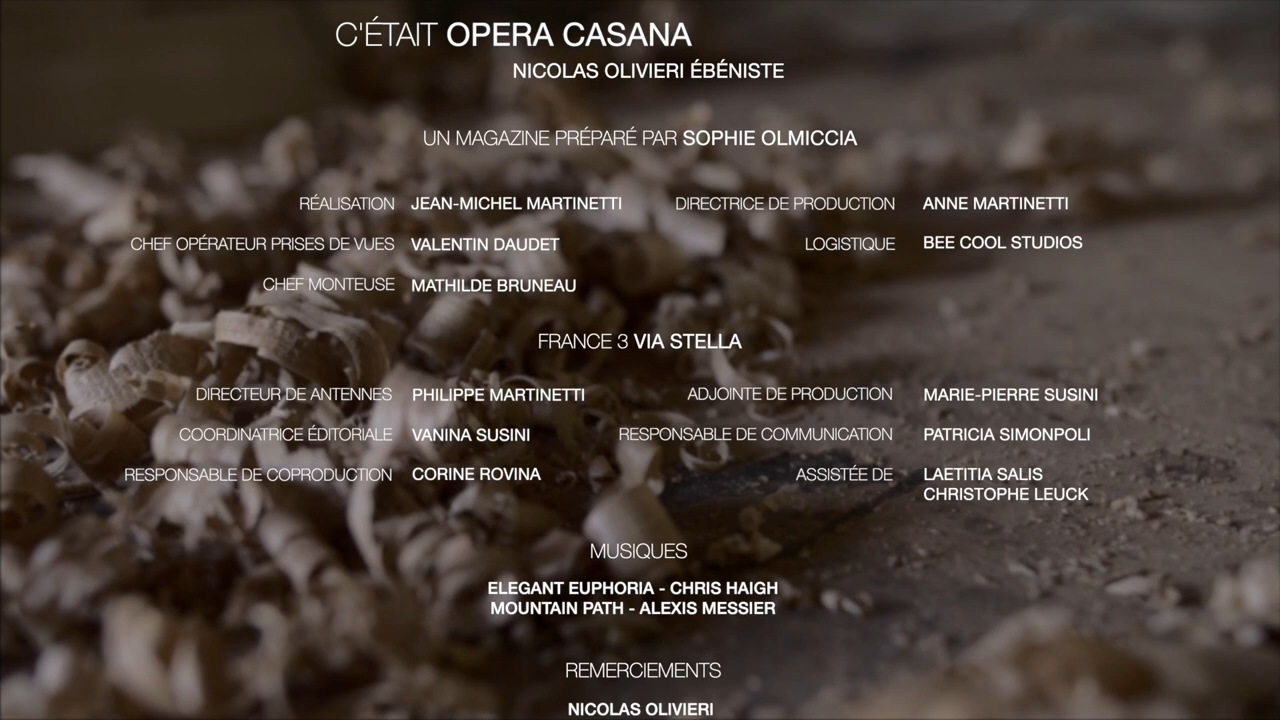 C'ÉTAIT OPERA CASANA
NICOLAS OLIVIERI ÉBÉNISTE
UN MAGAZINE PRÉPARÉ PAR SOPHIE OLMICCIA
RÉALISATION JEAN-MICHEL MARTINETTI DIRECTRICE DE PRODUCTION ANNE MARTINETTI
CHEF OPÉRATEUR PRISES DE VUES VALENTIN DAUDET LOGISTIQUE BEE COOL STUDIOS
CHEF MONTEUSE MATHILDE BRUNEAU
FRANCE 3 VIA STELLA
DIRECTEUR DE ANTENNES PHILIPPE MARTINETTI ADJOINTE DE PRODUCTION MARIE-PIERRE SUSINI
COORDINATRICE ÉDITORIALE VANINA SUSINI RESPONSABLE DE COMMUNICATION PATRICIA SIMONPOLI
RESPONSABLE DE COPRODUCTION CORINE ROVINA ASSISTÉE DE LAETITIA SALIS
CHRISTOPHE LEUCK
MUSIQUES
ELEGANT EUPHORIA - CHRIS HAIGH
MOUNTAIN PATH - ALEXIS MESSIER
REMERCIEMENTS
NICOLAS OLIVIERI